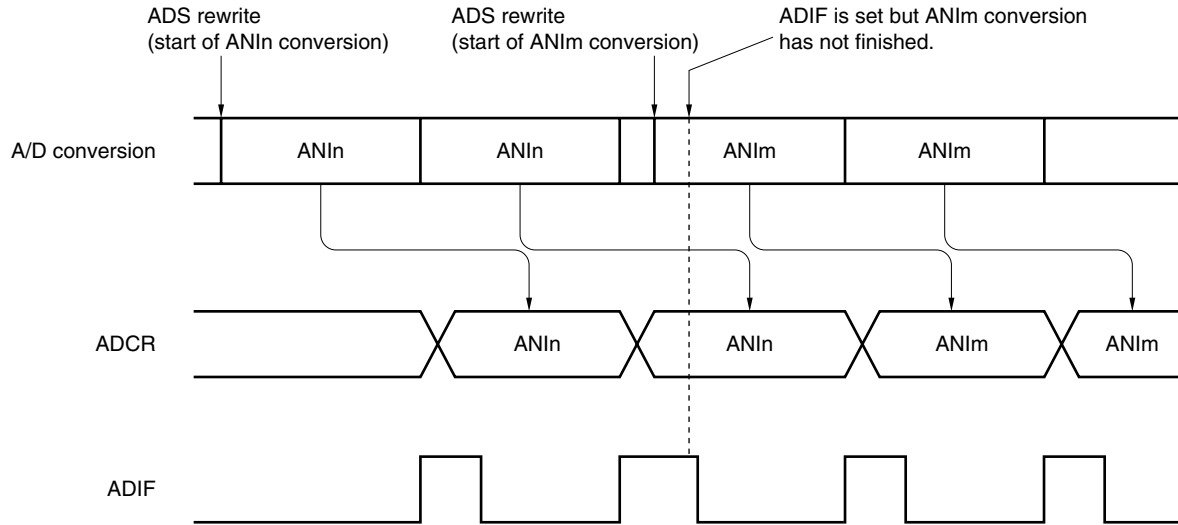 ADS rewrite
(start of ANIn conversion)
ADS rewrite
(start of ANIm conversion)
ADIF is set but ANIm conversion
has not finished.
A/D conversion
ANIn
ANIn
ANIm
ANIm
ADCR
ANIn
ANIn
ANIm
ANIm
ADIF